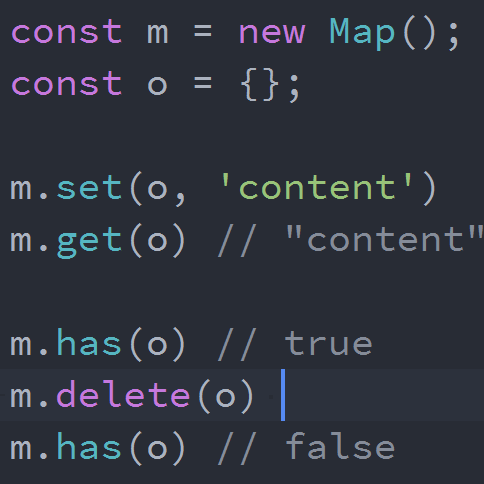 const m = new Map();
const o = {};
m.set(o, 'content')
m.get(o) // "content"
m.has(o) // true
m.delete(o)
m.has(o) // false